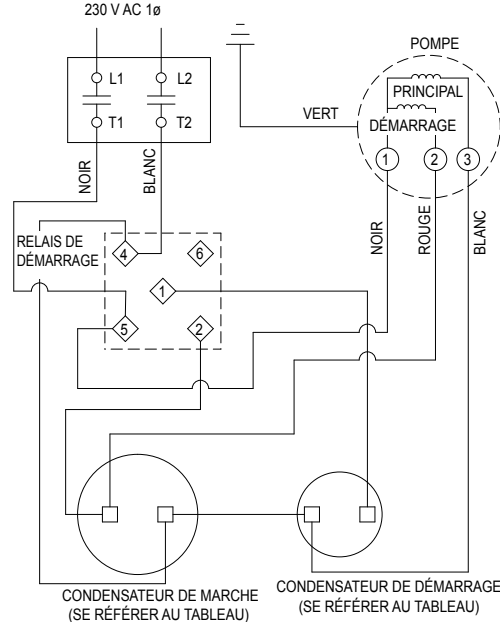 230 V AC 1ø
L1
L2
T1
T2
NOIR
BLANC
VERT
POMPE
PRINCIPAL
DÉMARRAGE
1
2
3
NOIR
ROUGE
BLANC
RELAIS DE
DÉMARRAGE
4
6
1
5
2
CONDENSATEUR DE MARCHE
(SE RÉFÉRER AU TABLEAU)
CONDENSATEUR DE DÉMARRAGE
(SE RÉFÉRER AU TABLEAU)